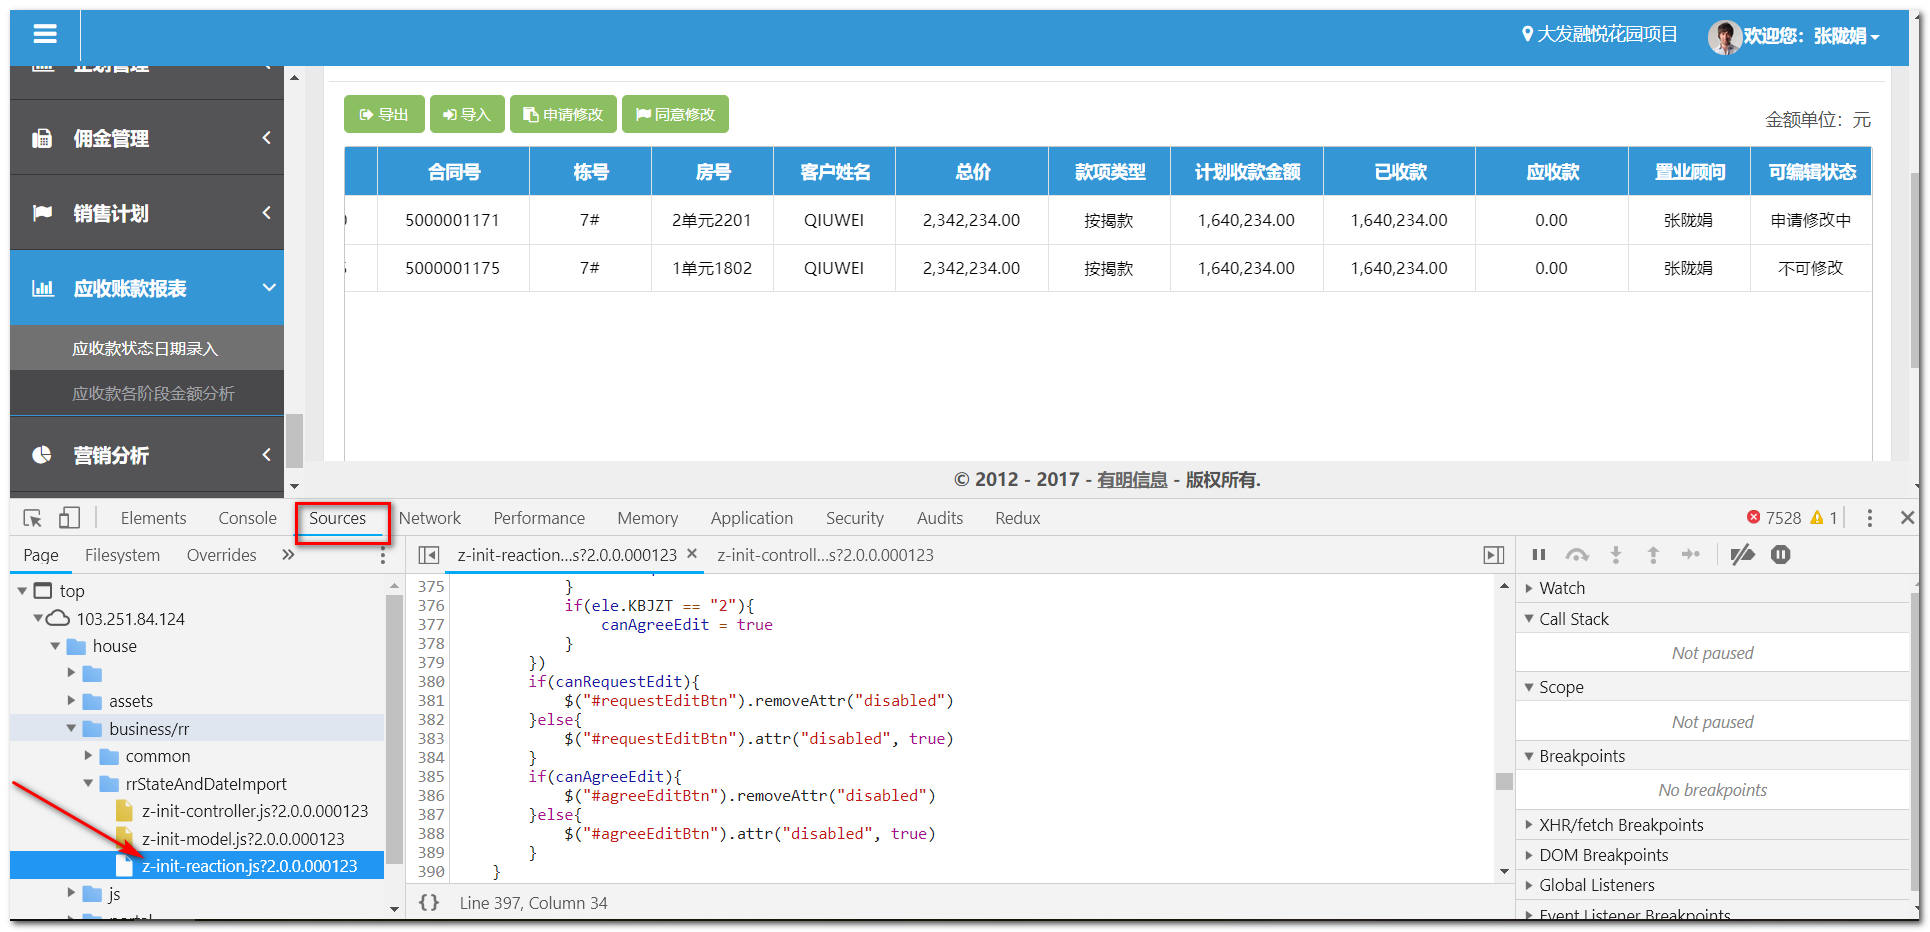 大发融悦花园项目
欢迎您：张陇娟
企划管理
佣金管理
销售计划
应收账款报表
应收款状态日期录入
应收款各阶段金额分析
营销分析
导出 导入 申请修改 同意修改
金额单位：元
合同号 栋号 房号 客户姓名 总价 款项类型 计划收款金额 已收款 应收款 置业顾问 可编辑状态
5000001171 7# 2单元2201 QIUWEI 2,342,234.00 按揭款 1,640,234.00 1,640,234.00 0.00 张陇娟 申请修改中
5000001175 7# 1单元1802 QIUWEI 2,342,234.00 按揭款 1,640,234.00 1,640,234.00 0.00 张陇娟 不可修改
© 2012 - 2017 - 有明信息 - 版权所有.
Elements Console Sources Network Performance Memory Application Security Audits Redux 7528 1
Page Filesystem Overrides »
top
103.251.84.124
house
assets
business/rr
common
rrStateAndDateImport
z-init-controller.js?2.0.0.000123
z-init-model.js?2.0.0.000123
z-init-reaction.js?2.0.0.000123
js
portal
z-init-reaction...s?2.0.0.000123 × z-init-controll...s?2.0.0.000123
375 }
376 if(ele.KBJZT == "2"){
377 canAgreeEdit = true
378 }
379 })
380 if(canRequestEdit){
381 $("#requestEditBtn").removeAttr("disabled")
382 }else{
383 $("#requestEditBtn").attr("disabled", true)
384 }
385 if(canAgreeEdit){
386 $("#agreeEditBtn").removeAttr("disabled")
387 }else{
388 $("#agreeEditBtn").attr("disabled", true)
389 }
390 }
{} Line 397, Column 34
Watch
Call Stack
Not paused
Scope
Not paused
Breakpoints
No breakpoints
XHR/fetch Breakpoints
DOM Breakpoints
Global Listeners
Event Listener Breakpoints